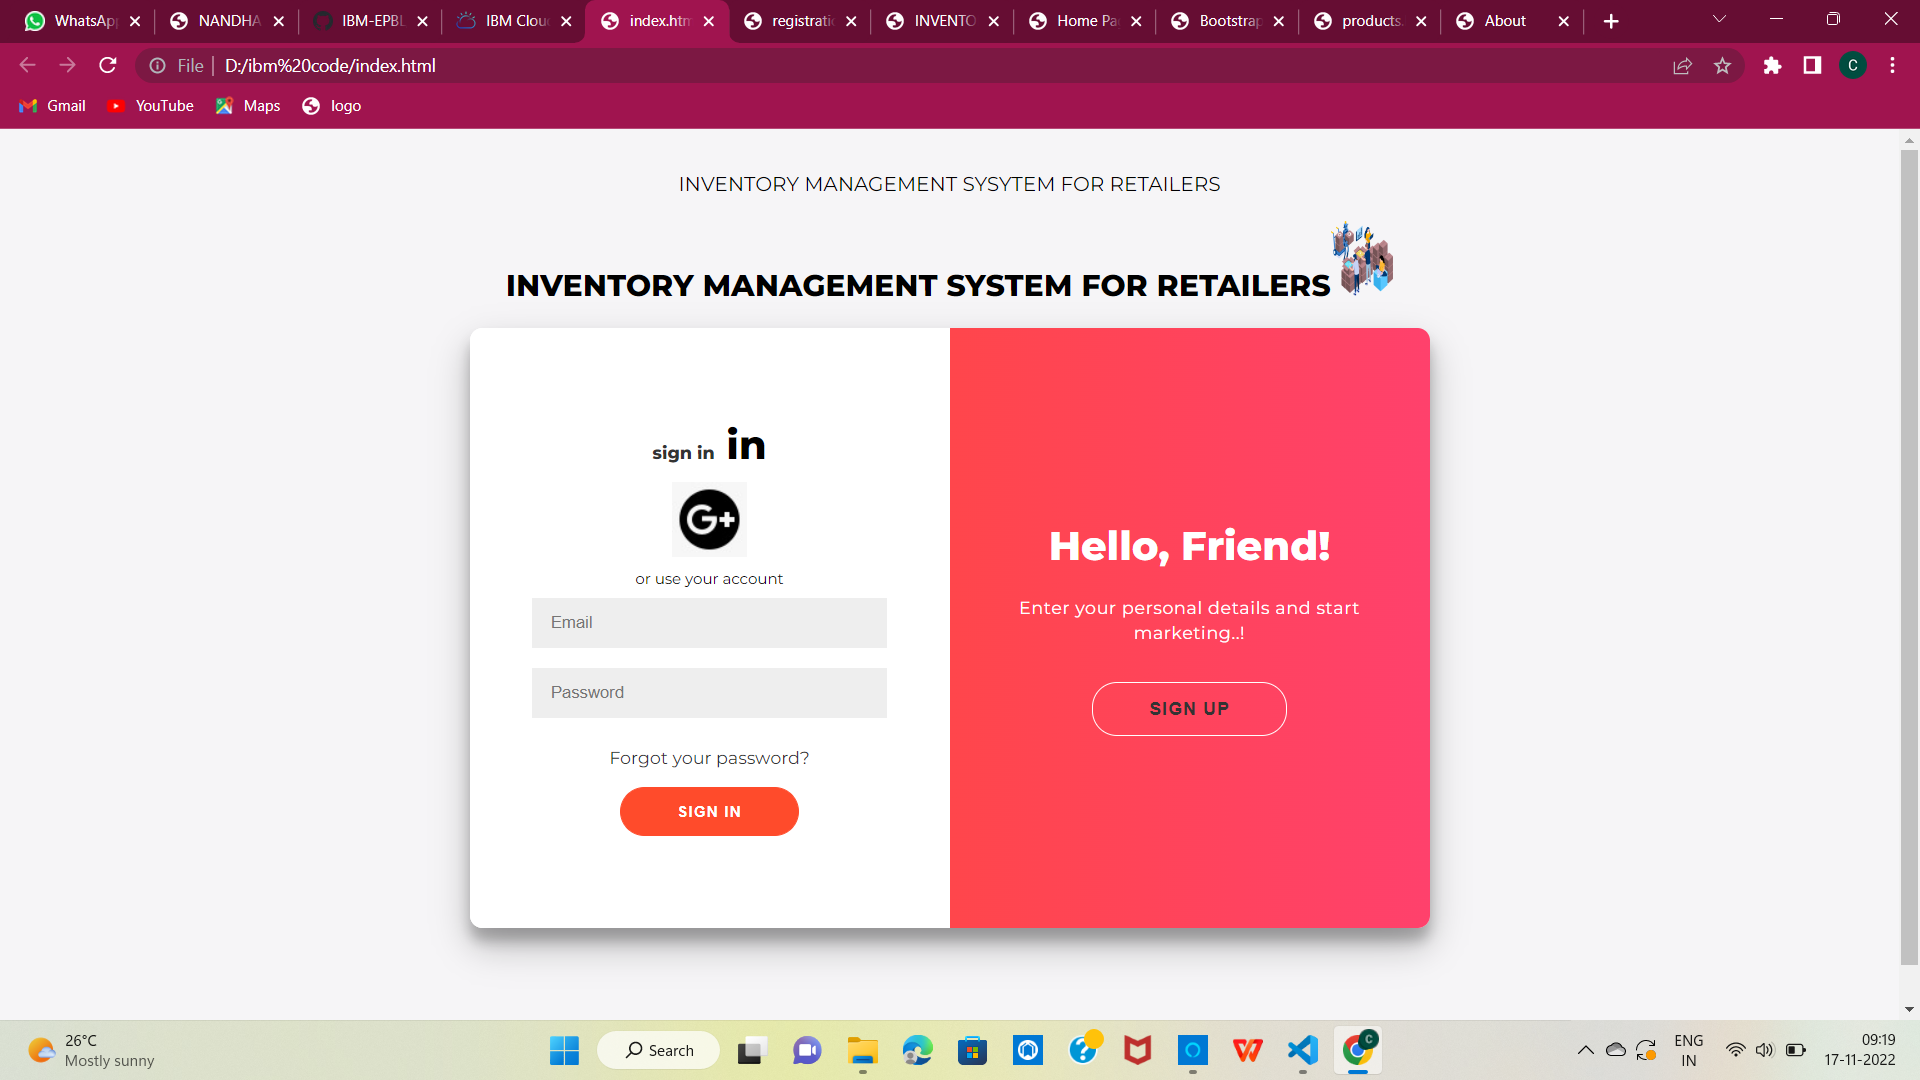 WhatsApp
NANDHA
IBM-EPBL
IBM Clou
index.htm
registratio
INVENTO
Home Pa
Bootstrap
products.
About
File
D:/ibm%20code/index.html
C
Gmail
YouTube
Maps
logo
INVENTORY MANAGEMENT SYSYTEM FOR RETAILERS
INVENTORY MANAGEMENT SYSTEM FOR RETAILERS
sign in in
G+
or use your account
Email
Password
Forgot your password?
SIGN IN
Hello, Friend!
Enter your personal details and start
marketing..!
SIGN UP
26°C
Mostly sunny
Search
C
ENG
IN
09:19
17-11-2022